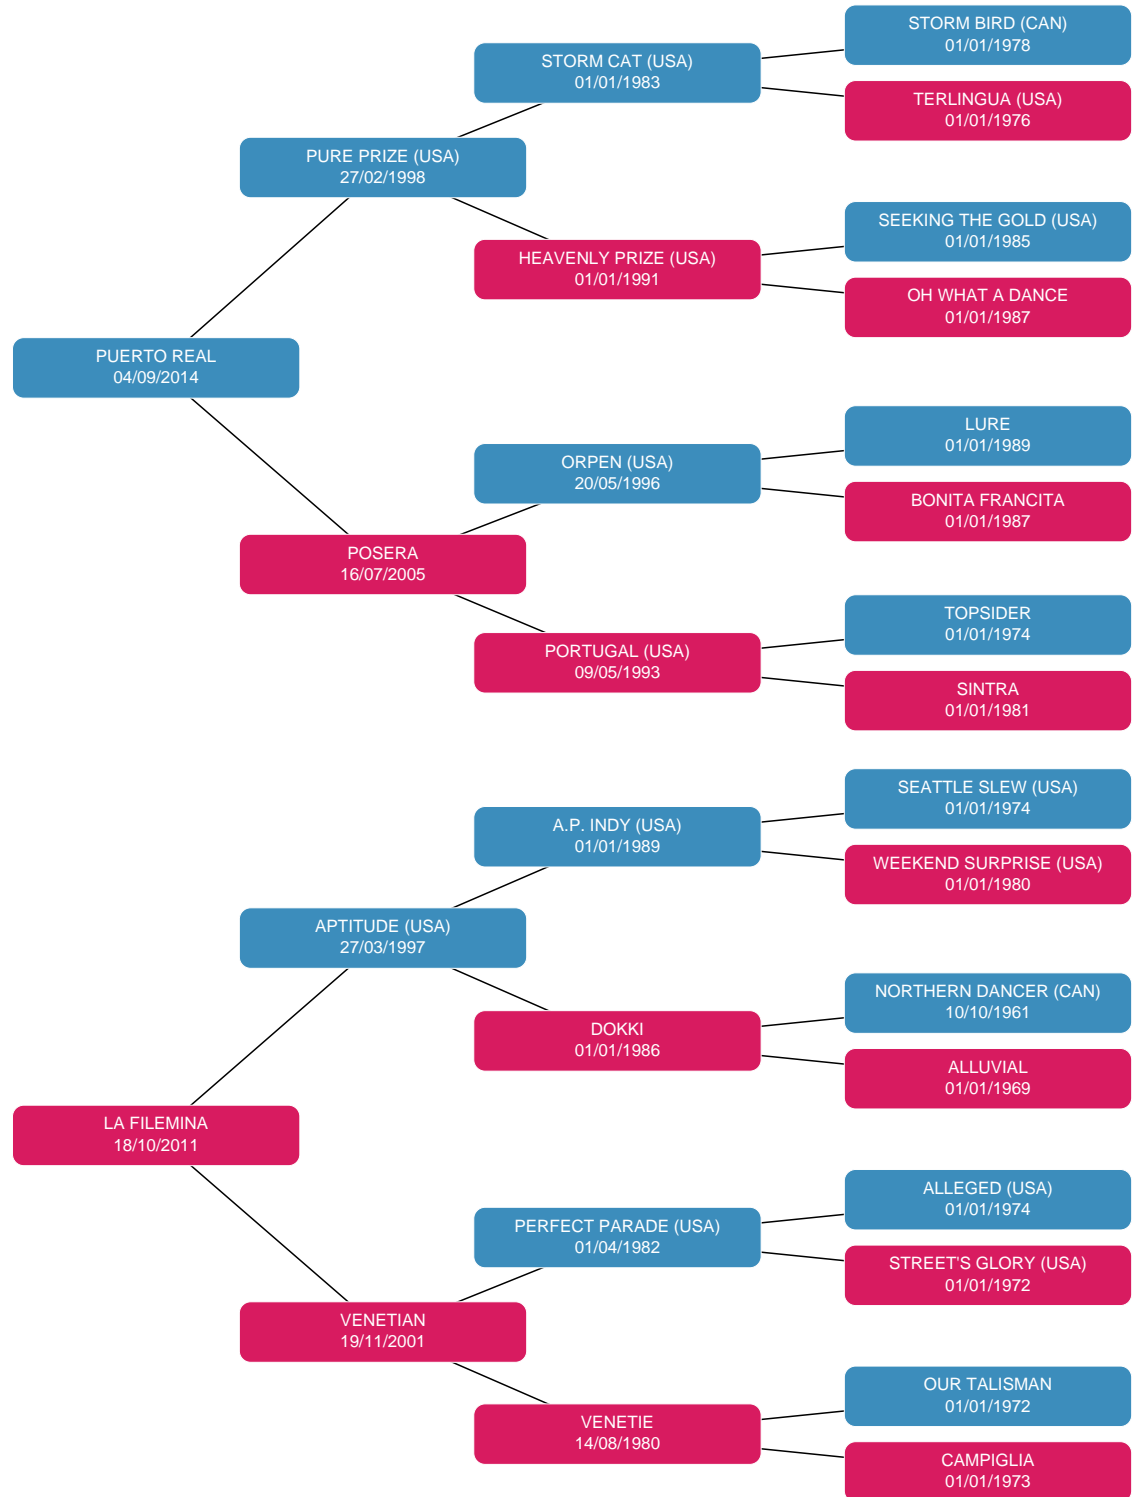 STORM BIRD (CAN)
01/01/1978
STORM CAT (USA)
01/01/1983
TERLINGUA (USA)
01/01/1976
PURE PRIZE (USA)
27/02/1998
SEEKING THE GOLD (USA)
01/01/1985
HEAVENLY PRIZE (USA)
01/01/1991
OH WHAT A DANCE
01/01/1987
PUERTO REAL
04/09/2014
LURE
01/01/1989
ORPEN (USA)
20/05/1996
BONITA FRANCITA
01/01/1987
POSERA
16/07/2005
TOPSIDER
01/01/1974
PORTUGAL (USA)
09/05/1993
SINTRA
01/01/1981
SEATTLE SLEW (USA)
01/01/1974
A.P. INDY (USA)
01/01/1989
WEEKEND SURPRISE (USA)
01/01/1980
APTITUDE (USA)
27/03/1997
NORTHERN DANCER (CAN)
10/10/1961
DOKKI
01/01/1986
ALLUVIAL
01/01/1969
LA FILEMINA
18/10/2011
ALLEGED (USA)
01/01/1974
PERFECT PARADE (USA)
01/04/1982
STREET'S GLORY (USA)
01/01/1972
VENETIAN
19/11/2001
OUR TALISMAN
01/01/1972
VENETIE
14/08/1980
CAMPIGLIA
01/01/1973